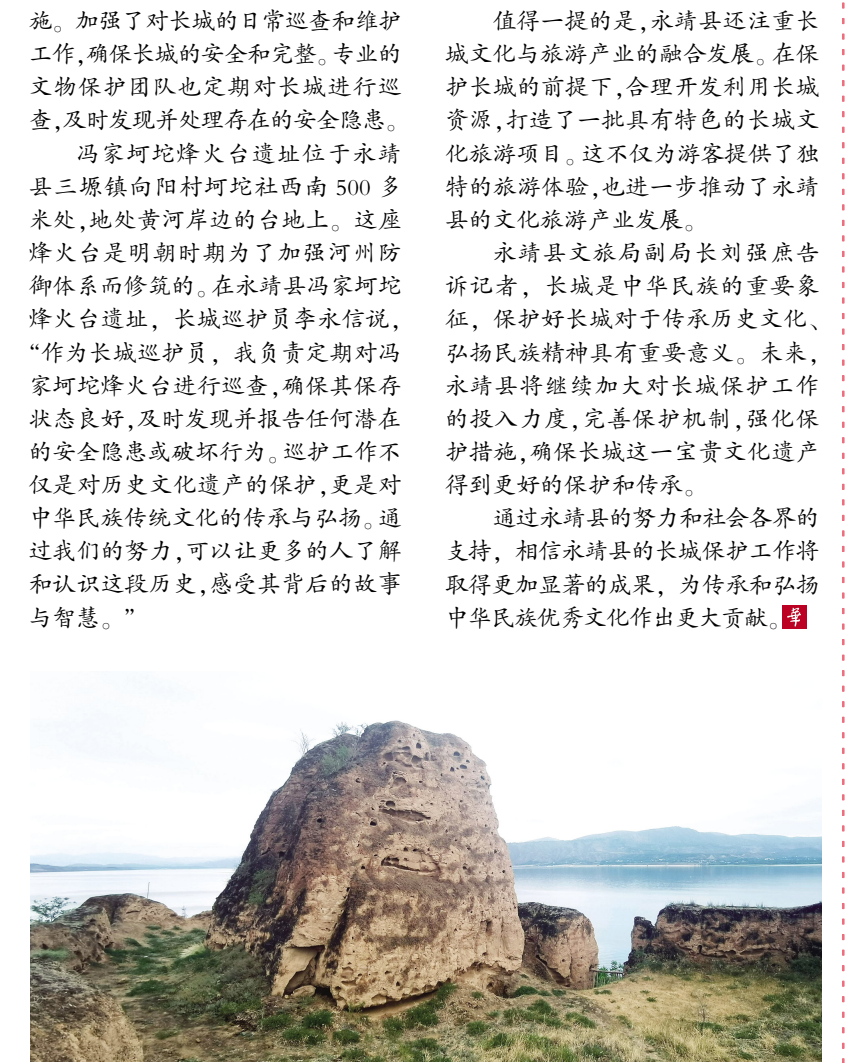 施。加强了对长城的日常巡查和维护
工作,确保长城的安全和完整。专业的
文物保护团队也定期对长城进行巡
查,及时发现并处理存在的安全隐患。
冯家坷坨烽火台遗址位于永靖
县三塬镇向阳村坷坨社西南 500 多
米处,地处黄河岸边的台地上。这座
烽火台是明朝时期为了加强河州防
御体系而修筑的。在永靖县冯家坷坨
烽火台遗址，长城巡护员李永信说，
“作为长城巡护员，我负责定期对冯
家坷坨烽火台进行巡查,确保其保存
状态良好,及时发现并报告任何潜在
的安全隐患或破坏行为。巡护工作不
仅是对历史文化遗产的保护,更是对
中华民族传统文化的传承与弘扬。通
过我们的努力,可以让更多的人了解
和认识这段历史,感受其背后的故事
与智慧。”
值得一提的是,永靖县还注重长
城文化与旅游产业的融合发展。在保
护长城的前提下,合理开发利用长城
资源,打造了一批具有特色的长城文
化旅游项目。这不仅为游客提供了独
特的旅游体验,也进一步推动了永靖
县的文化旅游产业发展。
永靖县文旅局副局长刘强庶告
诉记者，长城是中华民族的重要象
征，保护好长城对于传承历史文化、
弘扬民族精神具有重要意义。未来，
永靖县将继续加大对长城保护工作
的投入力度,完善保护机制,强化保
护措施,确保长城这一宝贵文化遗产
得到更好的保护和传承。
通过永靖县的努力和社会各界的
支持，相信永靖县的长城保护工作将
取得更加显著的成果，为传承和弘扬
中华民族优秀文化作出更大贡献。華